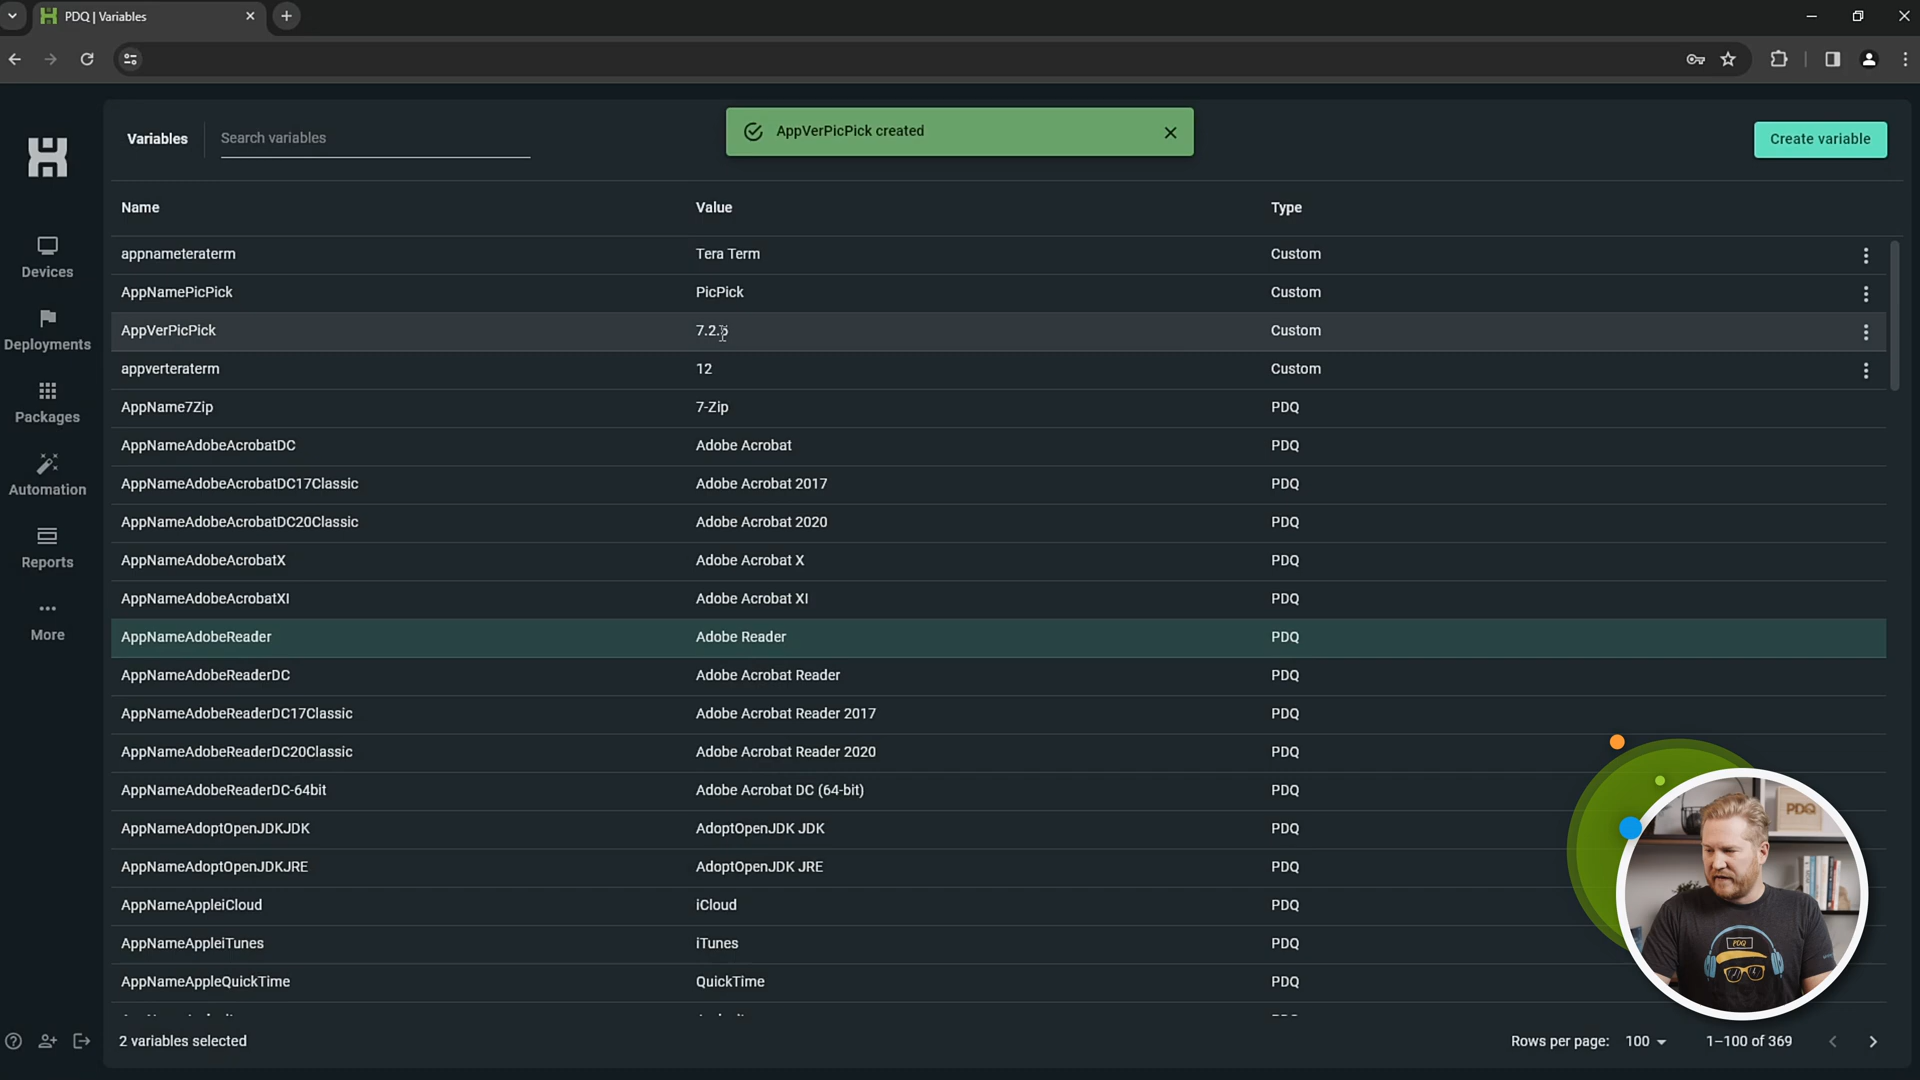 PDQ | Variables
Variables
Search variables
AppVerPicPick created
Create variable
Name Value Type
appnameteraterm Tera Term Custom
AppNamePicPick PicPick Custom
AppVerPicPick Custom
appverteraterm 12 Custom
AppName7Zip 7-Zip PDQ
AppNameAdobeAcrobatDC Adobe Acrobat PDQ
AppNameAdobeAcrobatDC17Classic Adobe Acrobat 2017 PDQ
AppNameAdobeAcrobatDC20Classic Adobe Acrobat 2020 PDQ
AppNameAdobeAcrobatX Adobe Acrobat X PDQ
AppNameAdobeAcrobatXI Adobe Acrobat XI PDQ
AppNameAdobeReader Adobe Reader PDQ
AppNameAdobeReaderDC Adobe Acrobat Reader PDQ
AppNameAdobeReaderDC17Classic Adobe Acrobat Reader 2017 PDQ
AppNameAdobeReaderDC20Classic Adobe Acrobat Reader 2020 PDQ
AppNameAdobeReaderDC-64bit Adobe Acrobat DC (64-bit) PDQ
AppNameAdoptOpenJDKJDK AdoptOpenJDK JDK PDQ
AppNameAdoptOpenJDKJRE AdoptOpenJDK JRE PDQ
AppNameAppleiCloud iCloud PDQ
AppNameAppleiTunes iTunes PDQ
AppNameAppleQuickTime QuickTime PDQ
2 variables selected
Rows per page: 100 1–100 of 369
Devices
Deployments
Packages
Automation
Reports
More
PDQ
PDQ